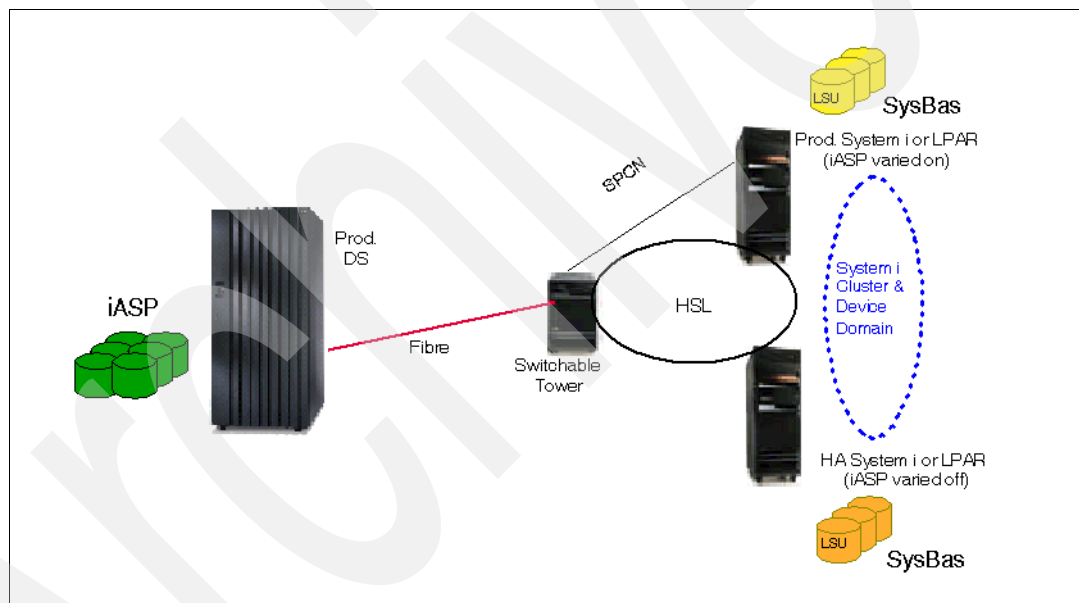 LSU
SysBas
Prod. System i or LPAR
(iASP varied on)
SPCN
Prod.
DS
iASP
System i
Cluster &
Device
Domain
HSL
Fibre
Switchable
Tower
HA System i or LPAR
(iASP varied off)
LSU
SysBas